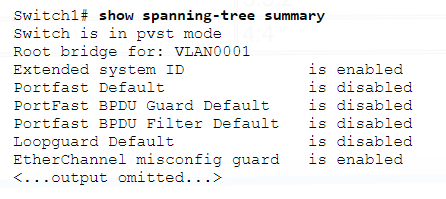 Switch1# show spanning-tree summary
Switch is in pvst mode
Root bridge for: VLAN0001
Extended system ID is enabled
Portfast Default is disabled
PortFast BPDU Guard Default is disabled
Portfast BPDU Filter Default is disabled
Loopguard Default is disabled
EtherChannel misconfig guard is enabled
<...output omitted...>